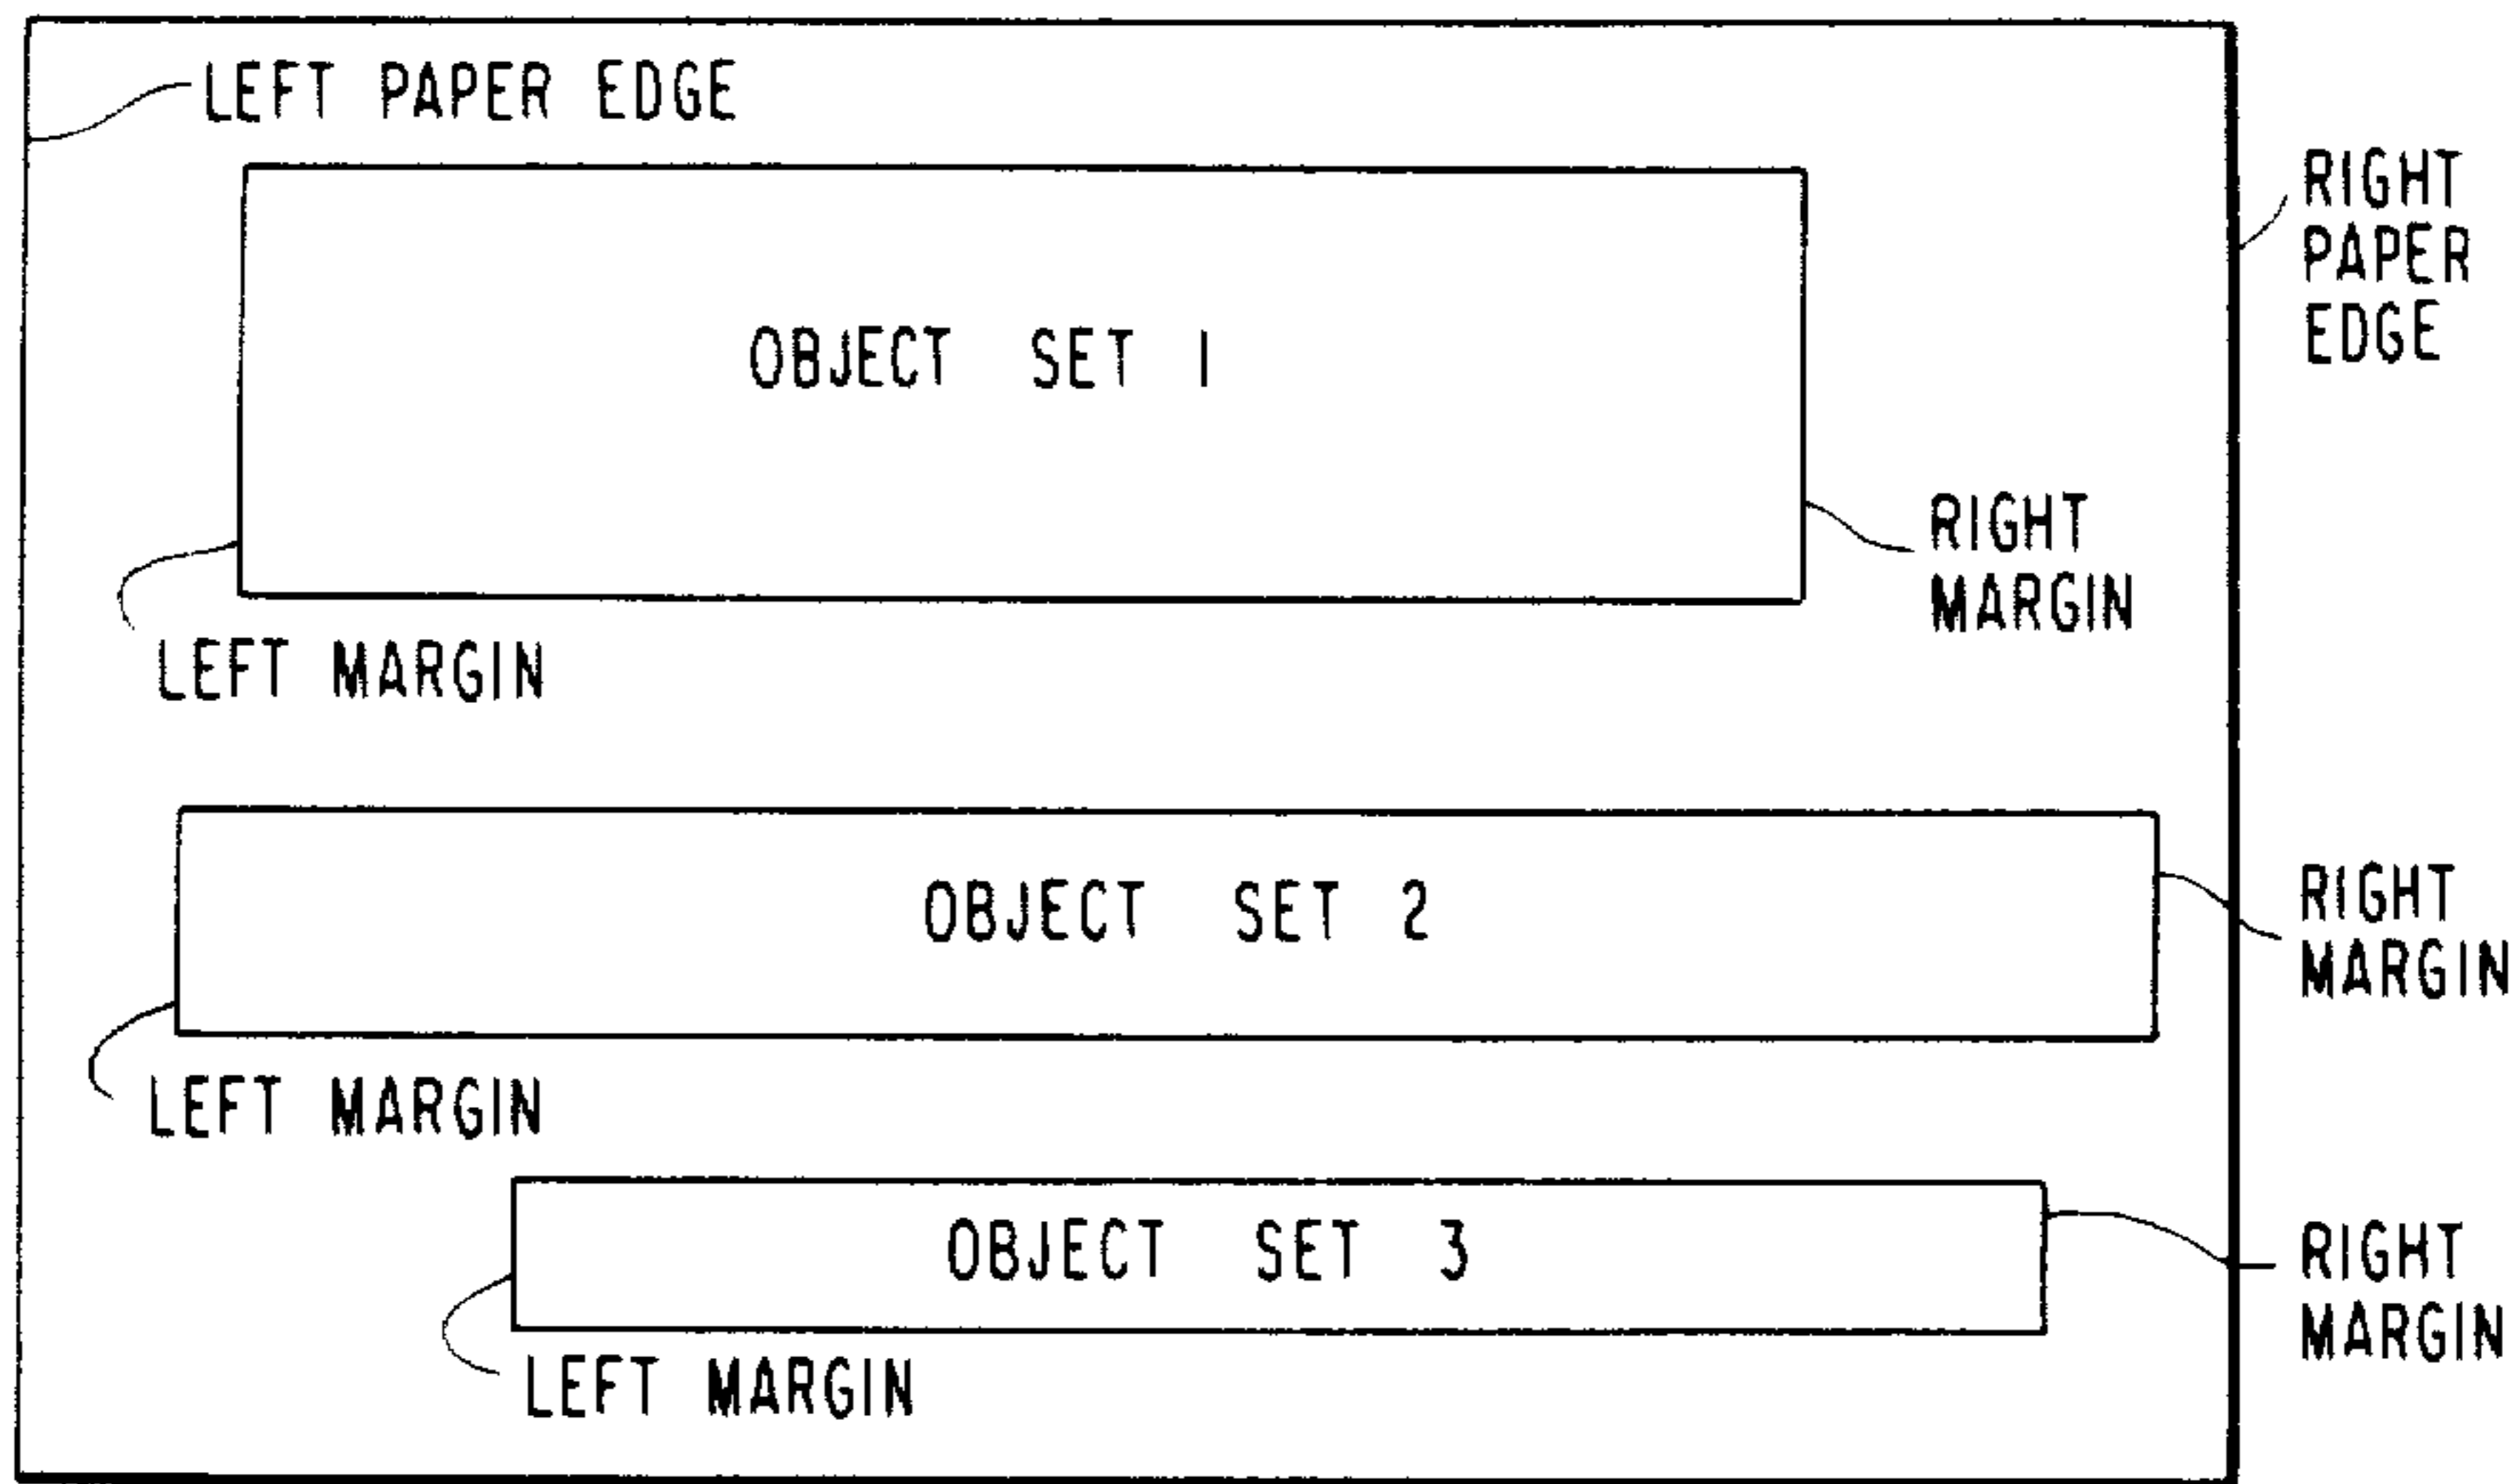 LEFT PAPER EDGE
RIGHT
PAPER
EDGE
OBJECT SET 1
RIGHT
MARGIN
LEFT MARGIN
OBJECT SET 2
RIGHT
MARGIN
LEFT MARGIN
OBJECT SET 3
RIGHT
MARGIN
LEFT MARGIN